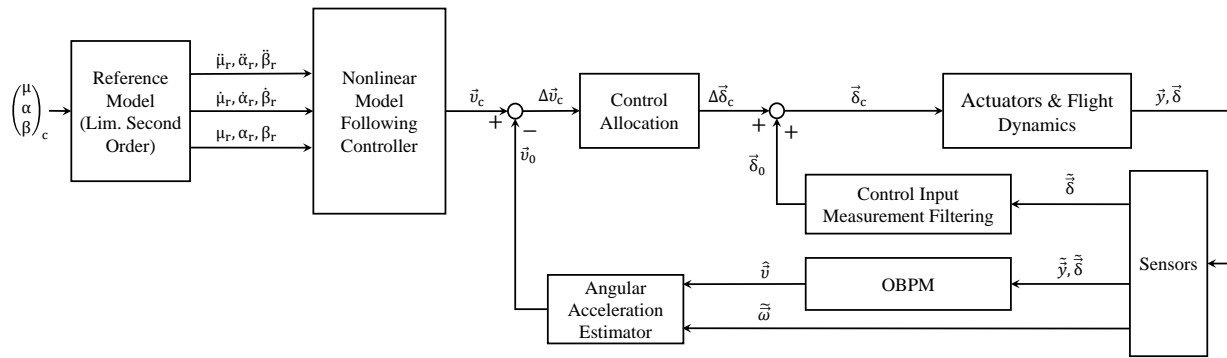 (μ
α
β)c
Reference
Model
(Lim. Second
Order)
μ̈r, α̈r, β̈r
μ̇r, α̇r, β̇r
μr, αr, βr
Nonlinear
Model
Following
Controller
υ⃗c
+
−
υ⃗0
Δυ⃗c
Control
Allocation
Δδ⃗c
+
+
δ⃗0
δ⃗c
Actuators & Flight
Dynamics
y⃗, δ⃗
Control Input
Measurement Filtering
δ⃗̃
Sensors
OBPM
y⃗̃, δ⃗̃
υ⃗̂
Angular
Acceleration
Estimator
ω⃗̃